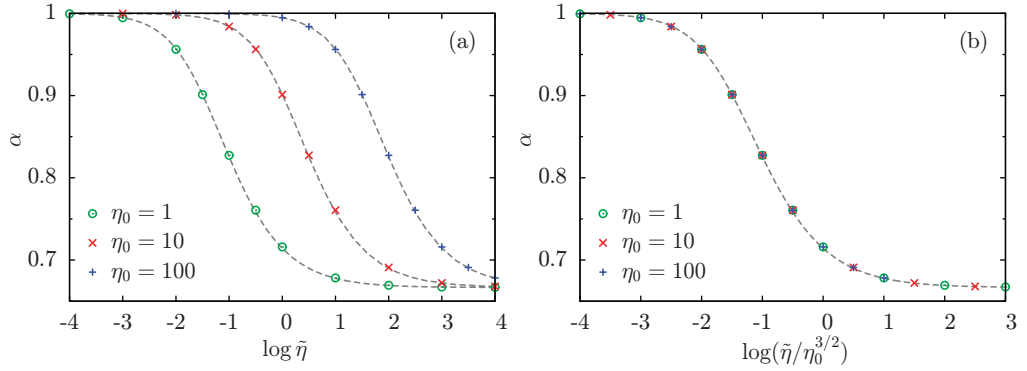 (a)
1
0.9
0.8
0.7
α
η₀ = 1
η₀ = 10
η₀ = 100
-4 -3 -2 -1 0 1 2 3 4
log η̃
(b)
1
0.9
0.8
0.7
α
η₀ = 1
η₀ = 10
η₀ = 100
-4 -3 -2 -1 0 1 2 3
log(η̃/η₀^{3/2})